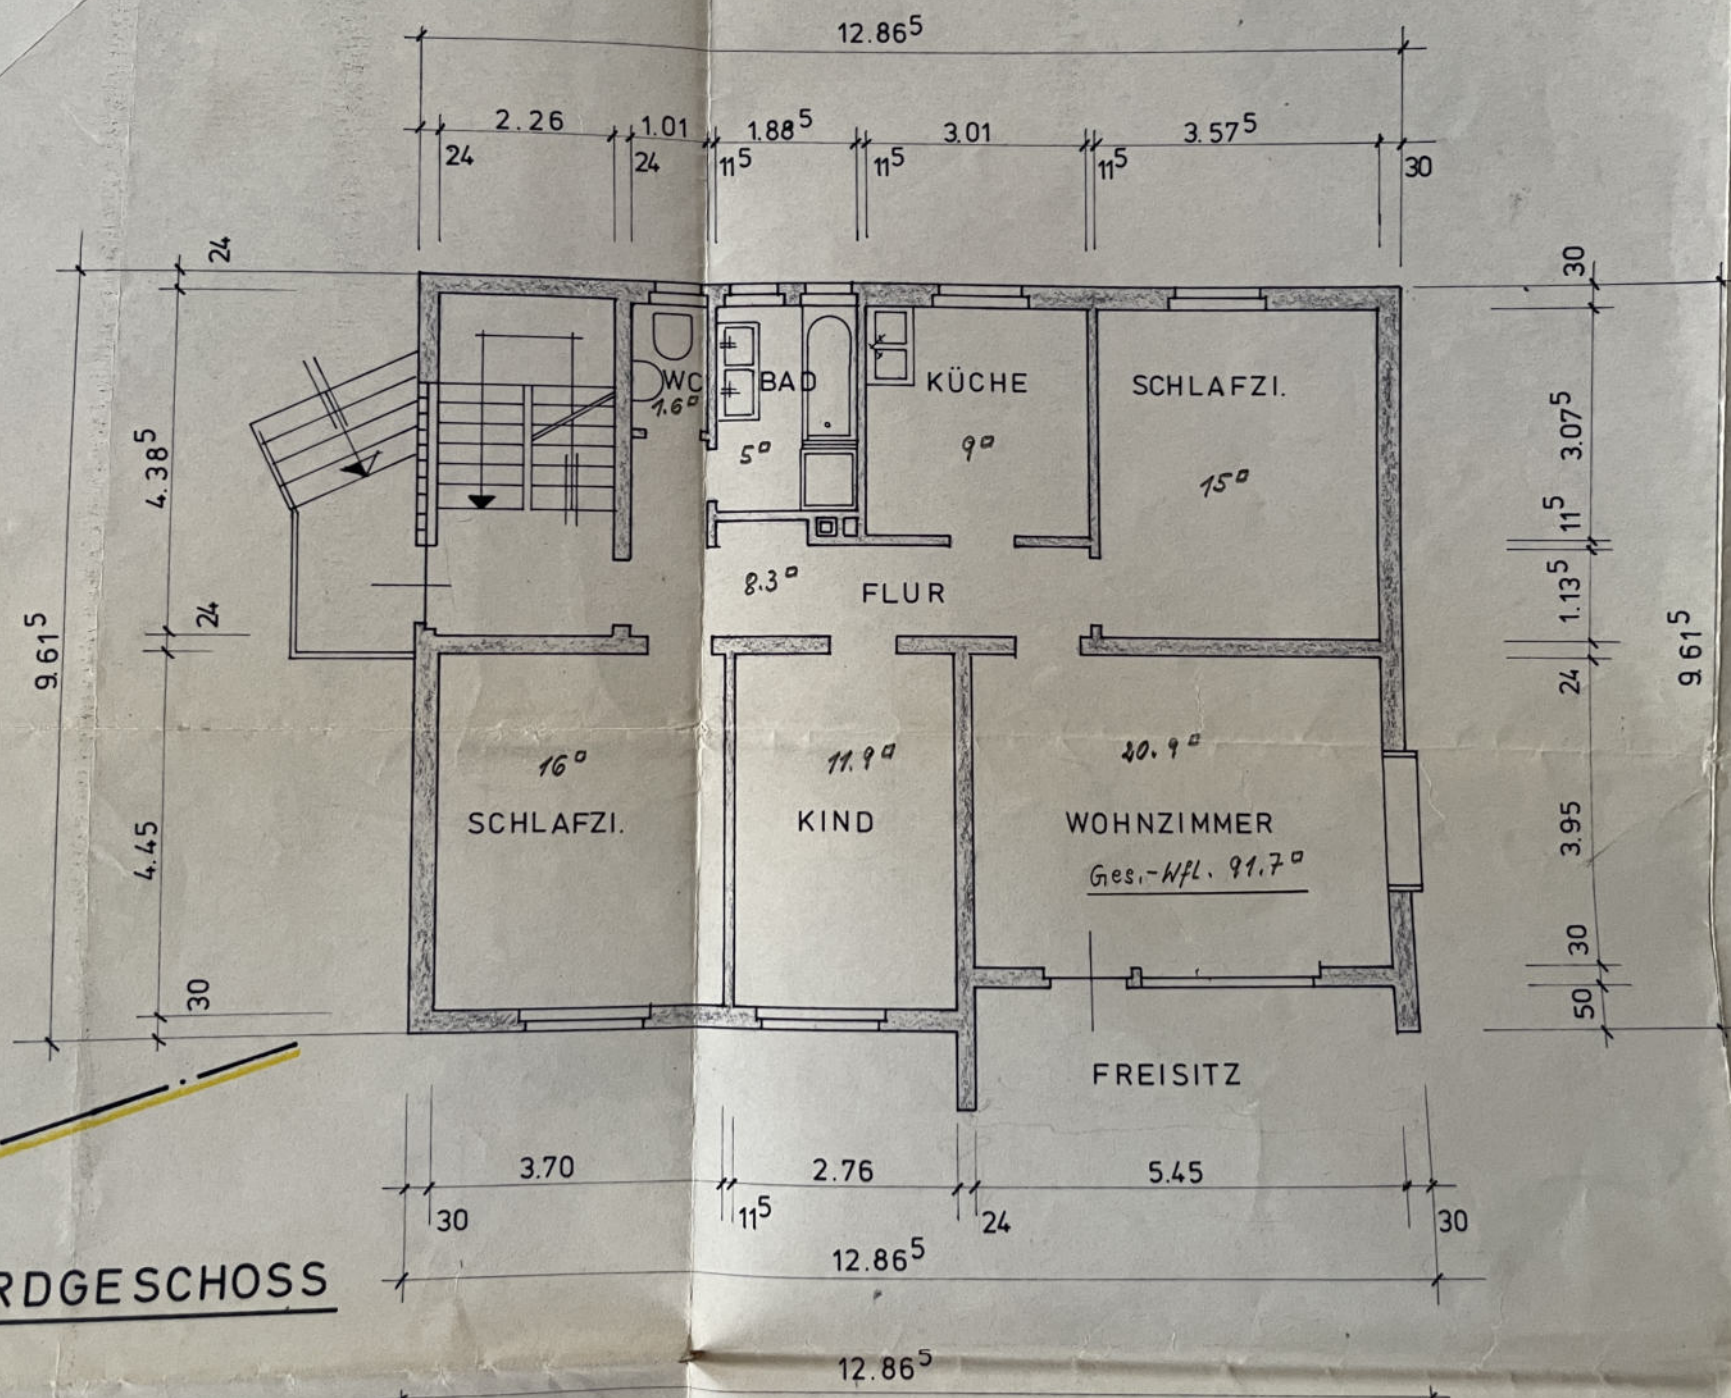 12.86⁵
2.26 1.01 1.88⁵ 3.01 3.57⁵
24 24 11⁵ 11⁵ 11⁵ 30
24
30
WC
1.6▫
BAD
KÜCHE
SCHLAFZI.
5▫
9▫
15▫
4.38⁵
3.07⁵
11⁵
8.3▫
FLUR
1.13⁵
24
9.61⁵
9.61⁵
24
16▫
11.9▫
20.9▫
SCHLAFZI.
KIND
WOHNZIMMER
Ges.-Wfl. 91.7▫
4.45
3.95
30
30
50
FREISITZ
3.70 2.76 5.45
30 11⁵ 24 30
12.86⁵
RDGESCHOSS
12.86⁵